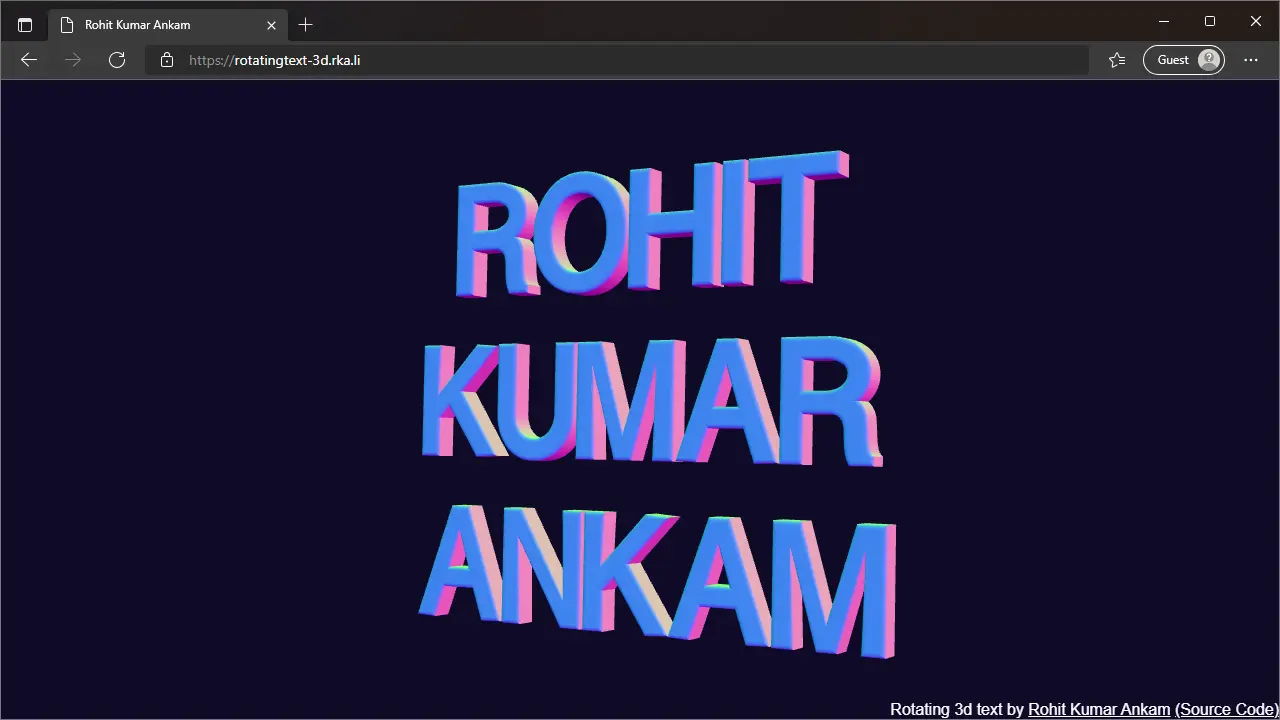 Rohit Kumar Ankam
https://rotatingtext-3d.rka.li
Guest
ROHIT
KUMAR
ANKAM
Rotating 3d text by Rohit Kumar Ankam (Source Code)